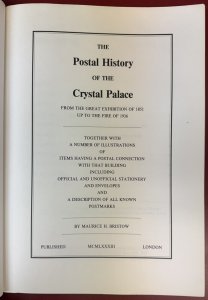 THE
Postal History
OF THE
Crystal Palace
FROM THE GREAT EXHIBITION OF 1851
UP TO THE FIRE OF 1936
TOGETHER WITH
A NUMBER OF ILLUSTRATIONS
OF
ITEMS HAVING A POSTAL CONNECTION
WITH THAT BUILDING
INCLUDING
OFFICIAL AND UNOFFICIAL STATIONERY
AND ENVELOPES
AND
A DESCRIPTION OF ALL KNOWN
POSTMARKS
BY MAURICE H. BRISTOW
PUBLISHED MCMLXXXIII LONDON